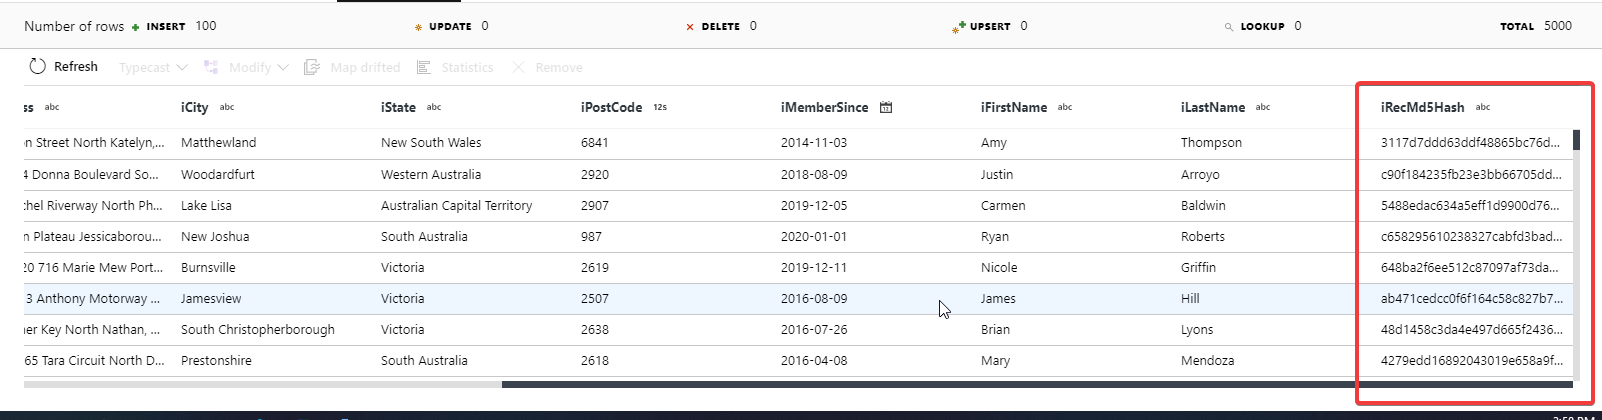 Number of rows INSERT 100 UPDATE 0 DELETE 0 UPSERT 0 LOOKUP 0 TOTAL 5000
Refresh Typecast Modify Map drifted Statistics Remove
ss abc iCity abc iState abc iPostCode 12s iMemberSince iFirstName abc iLastName abc iRecMd5Hash abc
n Street North Katelyn,... Matthewland New South Wales 6841 2014-11-03 Amy Thompson 3117d7ddd63ddf48865bc76d...
4 Donna Boulevard So... Woodardfurt Western Australia 2920 2018-08-09 Justin Arroyo c90f184235fb23e3bb66705dd...
chel Riverway North Ph... Lake Lisa Australian Capital Territory 2907 2019-12-05 Carmen Baldwin 5488edac634a5eff1d9900d76...
n Plateau Jessicaborou... New Joshua South Australia 987 2020-01-01 Ryan Roberts c658295610238327cabfd3bad...
20 716 Marie Mew Port... Burnsville Victoria 2619 2019-12-11 Nicole Griffin 648ba2f6ee512c87097af73da...
3 Anthony Motorway ... Jamesview Victoria 2507 2016-08-09 James Hill ab471cedcc0f6f164c58c827b7...
ner Key North Nathan, ... South Christopherborough Victoria 2638 2016-07-26 Brian Lyons 48d1458c3da4e497d665f2436...
65 Tara Circuit North D... Prestonshire South Australia 2618 2016-04-08 Mary Mendoza 4279edd16892043019e658a9f...